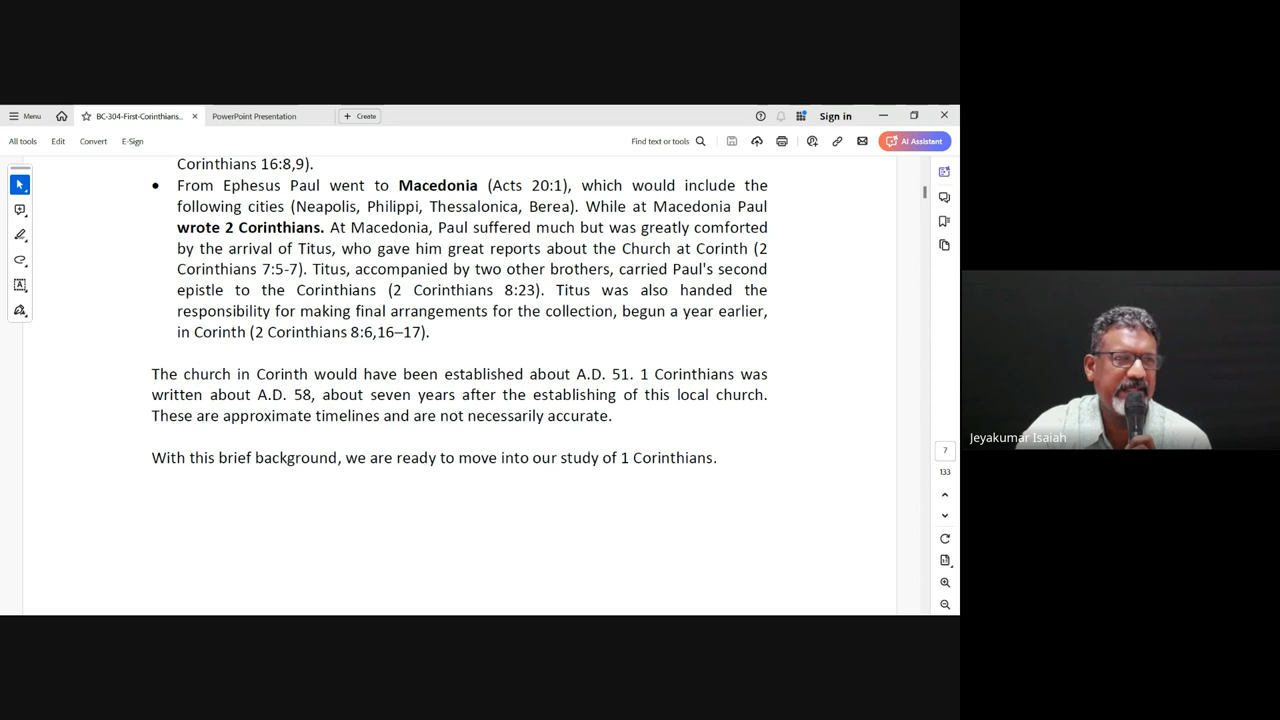 Menu
BC-304-First-Corinthians...
PowerPoint Presentation
Create
Sign in
All tools
Edit
Convert
E-Sign
Find text or tools
AI Assistant
Corinthians 16:8,9).
• From Ephesus Paul went to Macedonia (Acts 20:1), which would include the
following cities (Neapolis, Philippi, Thessalonica, Berea). While at Macedonia Paul
wrote 2 Corinthians. At Macedonia, Paul suffered much but was greatly comforted
by the arrival of Titus, who gave him great reports about the Church at Corinth (2
Corinthians 7:5-7). Titus, accompanied by two other brothers, carried Paul's second
epistle to the Corinthians (2 Corinthians 8:23). Titus was also handed the
responsibility for making final arrangements for the collection, begun a year earlier,
in Corinth (2 Corinthians 8:6,16–17).
The church in Corinth would have been established about A.D. 51. 1 Corinthians was
written about A.D. 58, about seven years after the establishing of this local church.
These are approximate timelines and are not necessarily accurate.
With this brief background, we are ready to move into our study of 1 Corinthians.
7
133
Jeyakumar Isaiah